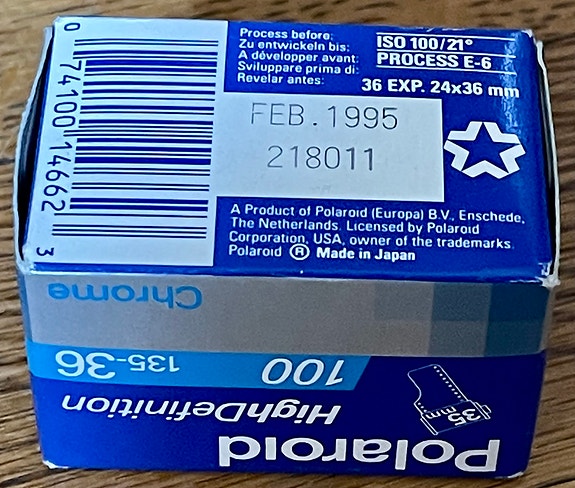 Process before:
Zu entwickeln bis:
A développer avant:
Sviluppare prima di:
Revelar antes:
ISO 100/21°
PROCESS E-6
36 EXP. 24x36 mm
FEB.1995
218011
0 74100 14662 3
A Product of Polaroid (Europa) B.V., Enschede,
The Netherlands. Licensed by Polaroid
Corporation, USA, owner of the trademarks
Polaroid ® Made in Japan
Chrome
100 135-36
HighDefinition
35
mm
Polaroid